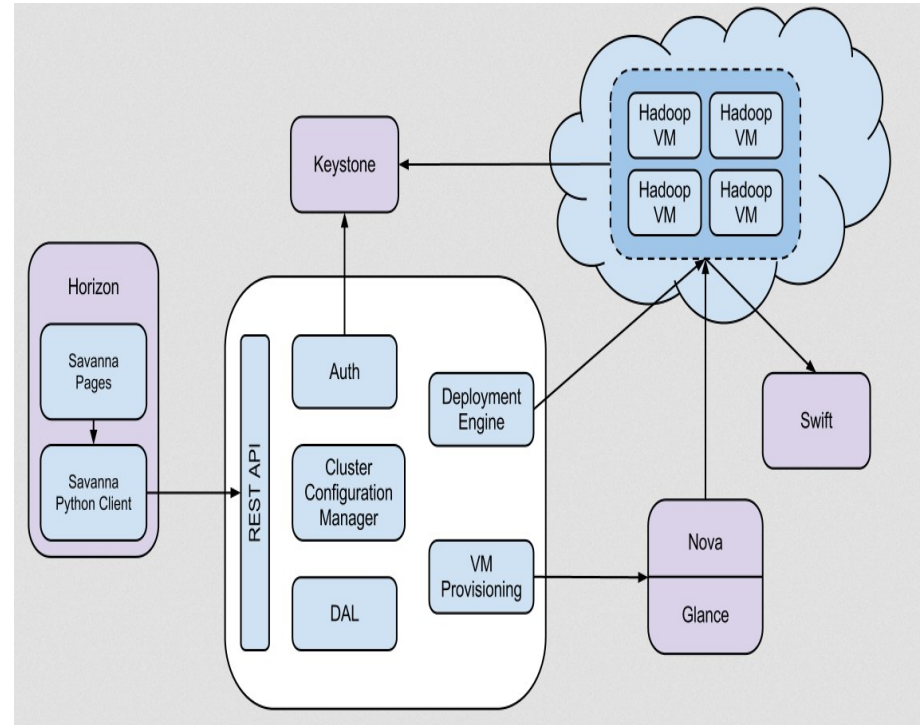 Hadoop
VM
Hadoop
VM
Hadoop
VM
Hadoop
VM
Keystone
Horizon
Savanna
Pages
Savanna
Python Client
REST API
Auth
Cluster
Configuration
Manager
DAL
Deployment
Engine
VM
Provisioning
Swift
Nova
Glance